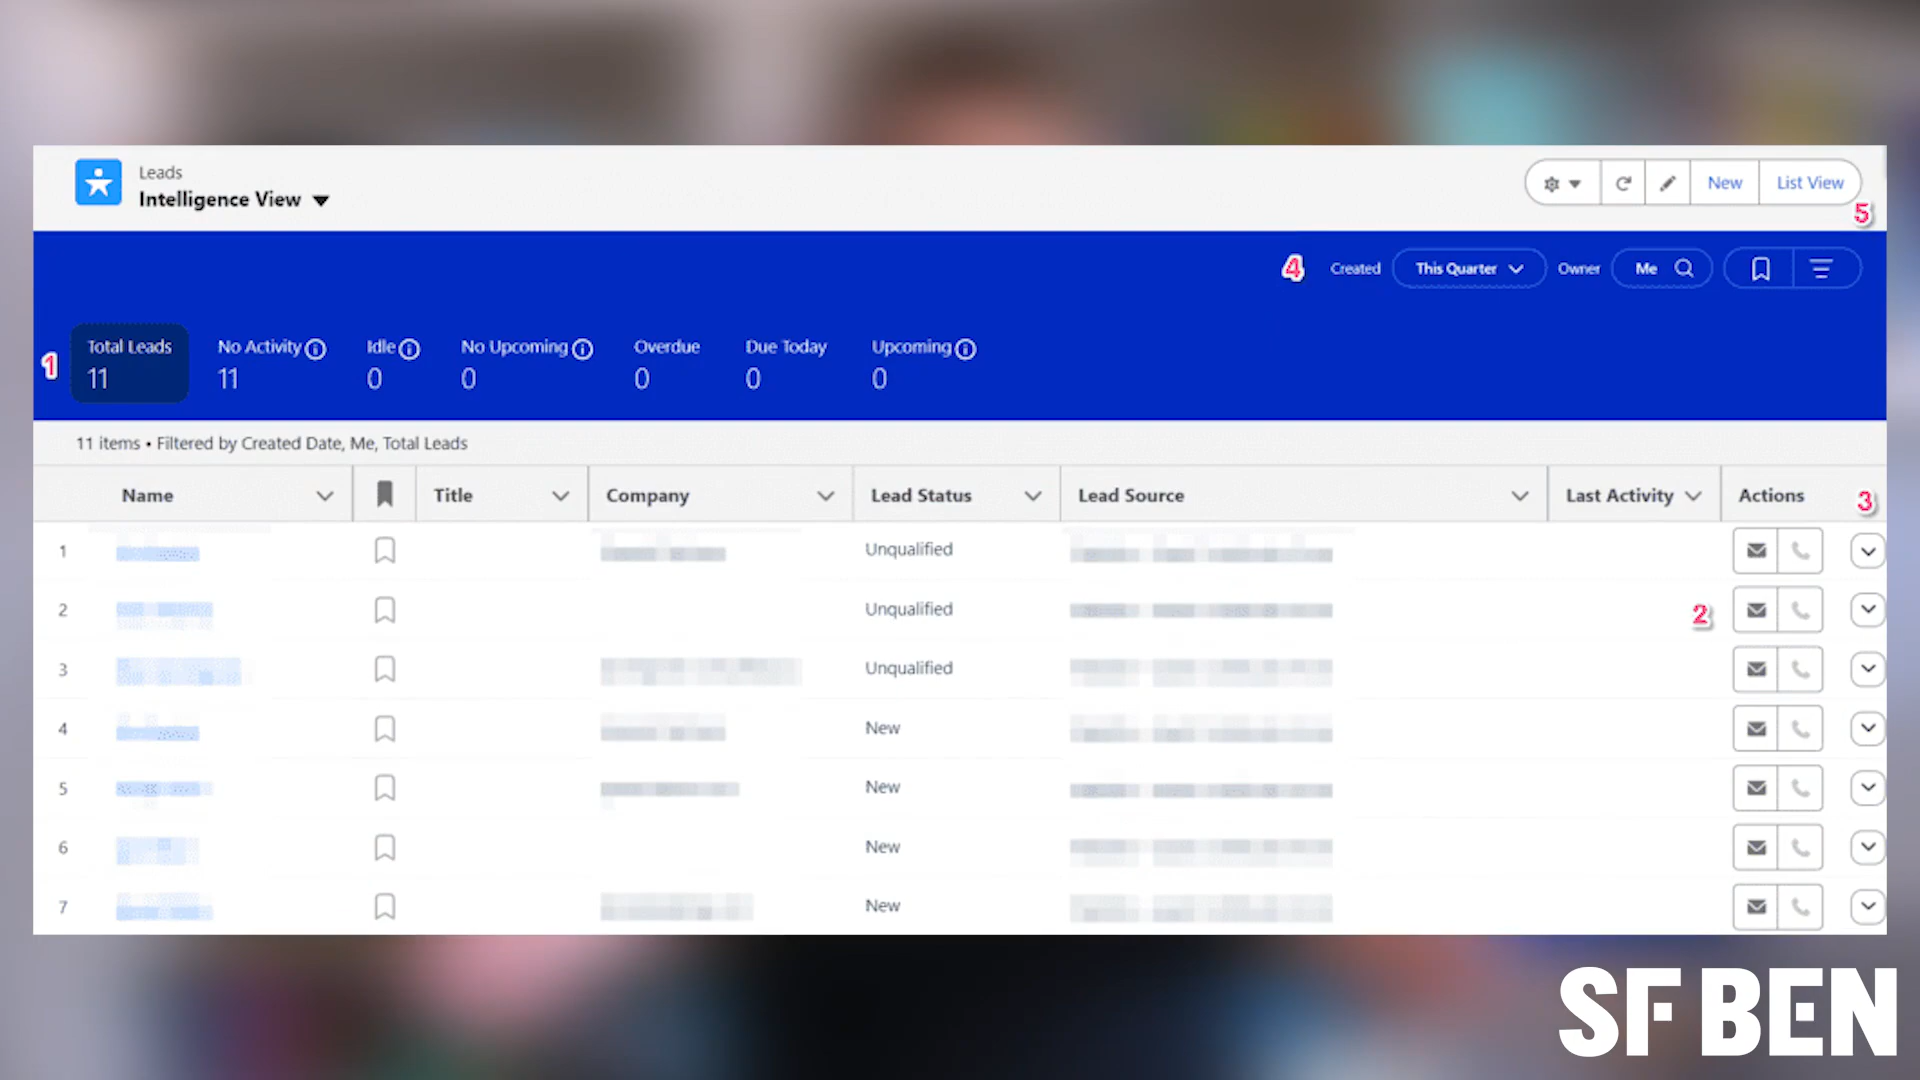 Leads
Intelligence View
New
List View
5
4
Created
This Quarter
Owner
Me
1
Total Leads
11
No Activity
11
Idle
0
No Upcoming
0
Overdue
0
Due Today
0
Upcoming
0
11 items • Filtered by Created Date, Me, Total Leads
Name
Title
Company
Lead Status
Lead Source
Last Activity
Actions
3
1
Unqualified
2
Unqualified
2
3
Unqualified
4
New
5
New
6
New
7
New
SF BEN